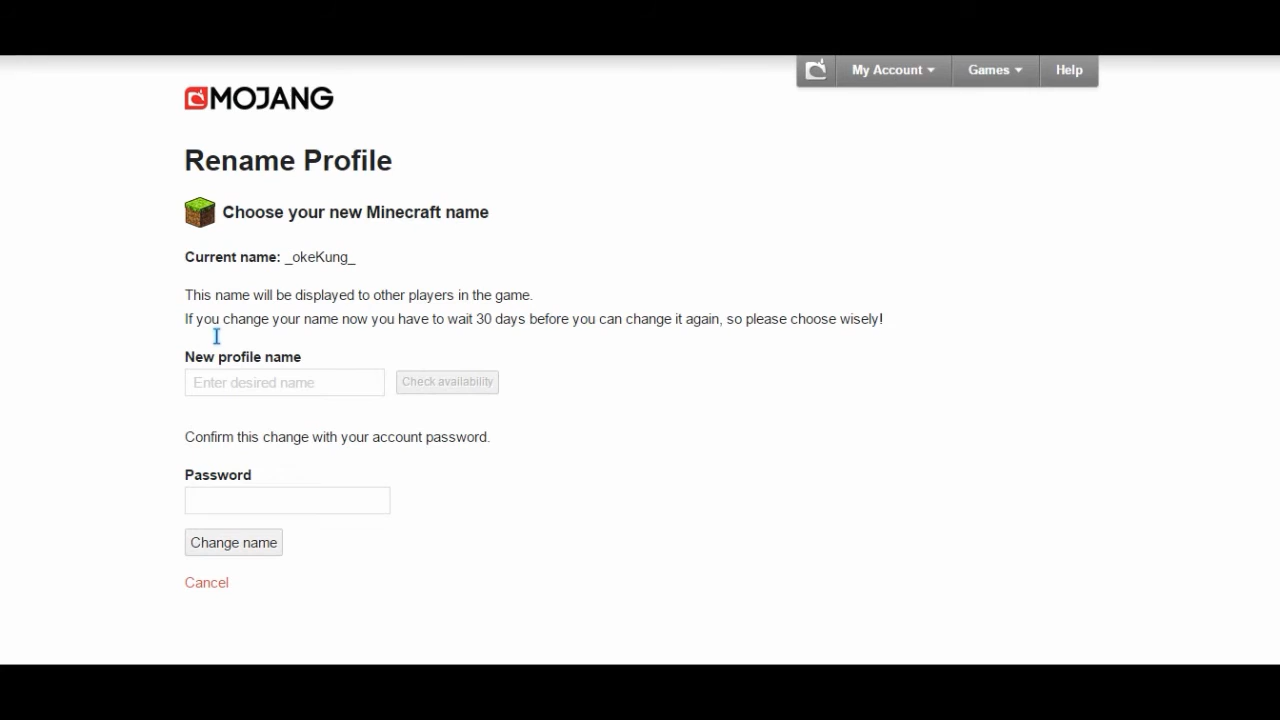 My Account
Games
Help
MOJANG
Rename Profile
Choose your new Minecraft name
Current name: _okeKung_
This name will be displayed to other players in the game.
If you change your name now you have to wait 30 days before you can change it again, so please choose wisely!
New profile name
Enter desired name
Check availability
Confirm this change with your account password.
Password
Change name
Cancel